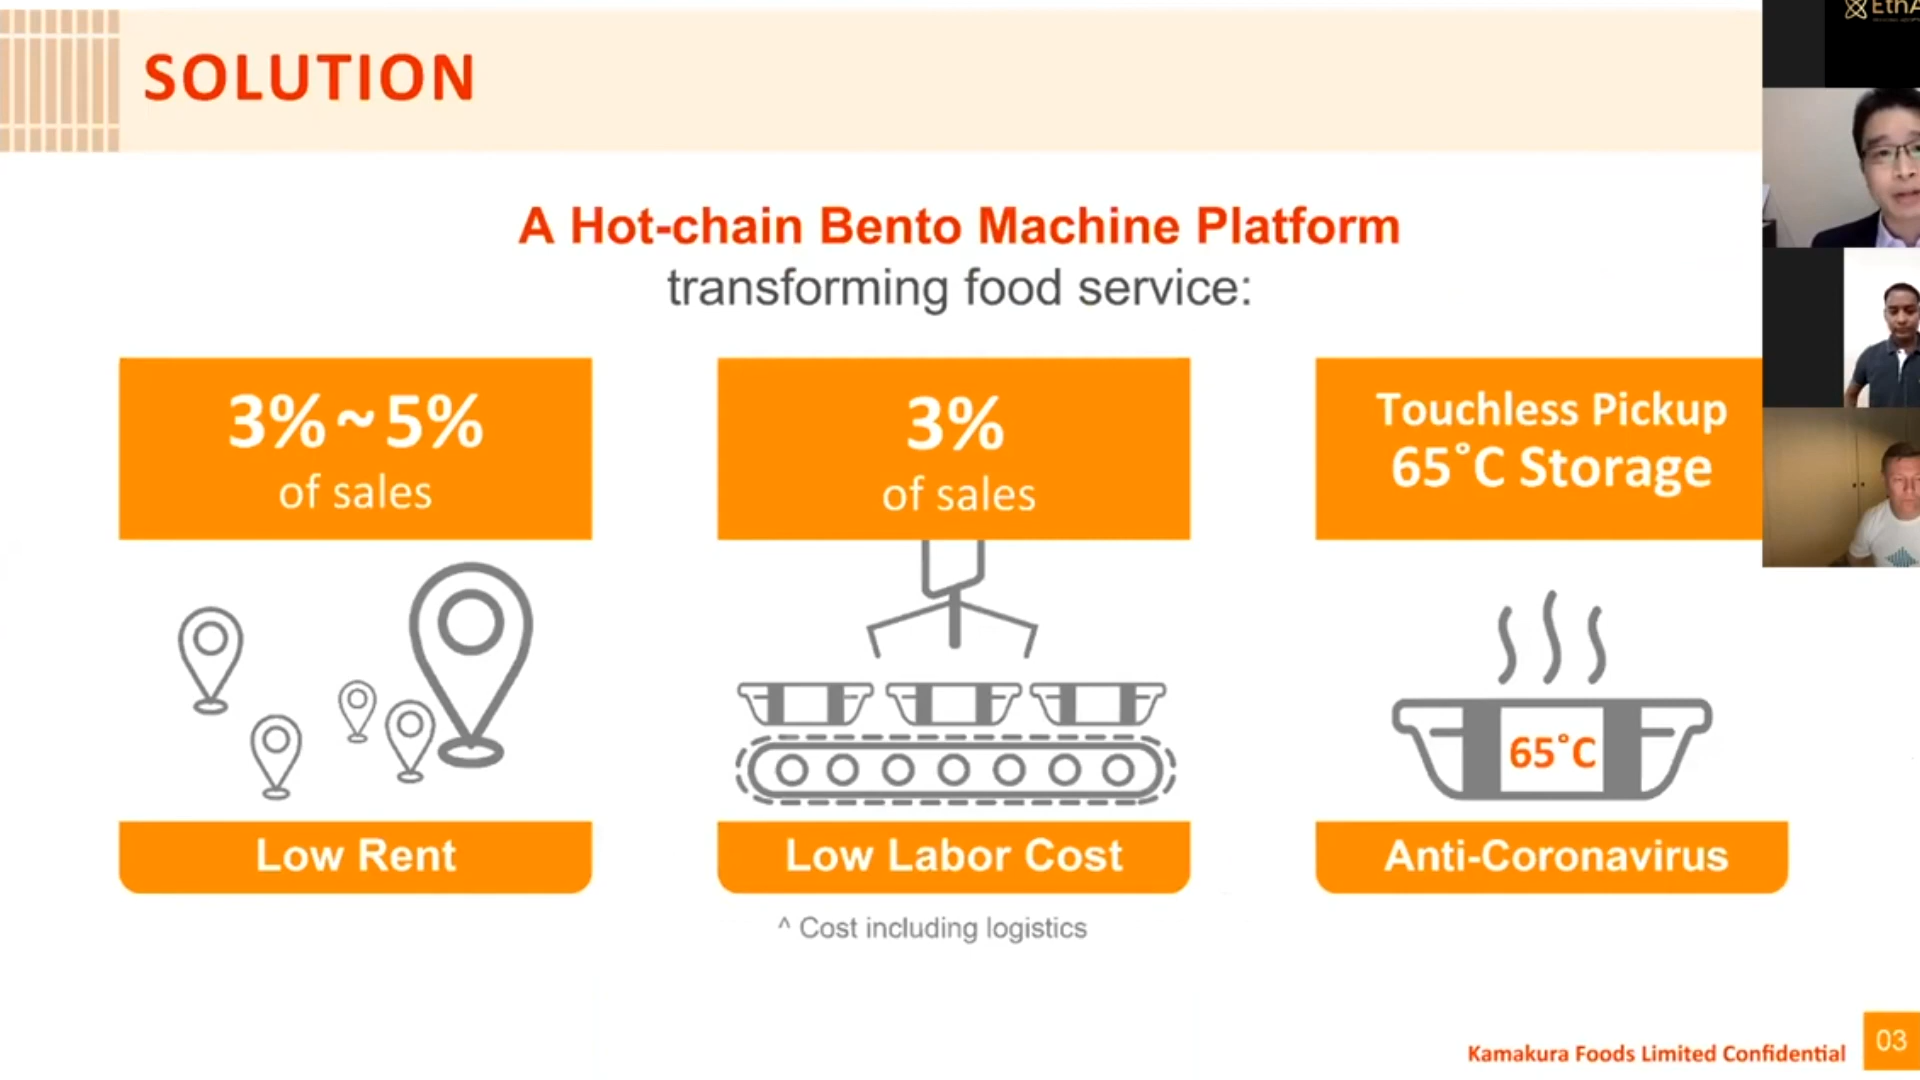 SOLUTION
A Hot-chain Bento Machine Platform
transforming food service:
3%~5%
of sales
3%
of sales
Touchless Pickup
65°C Storage
65°C
Low Rent
Low Labor Cost
Anti-Coronavirus
^ Cost including logistics
Kamakura Foods Limited Confidential
03